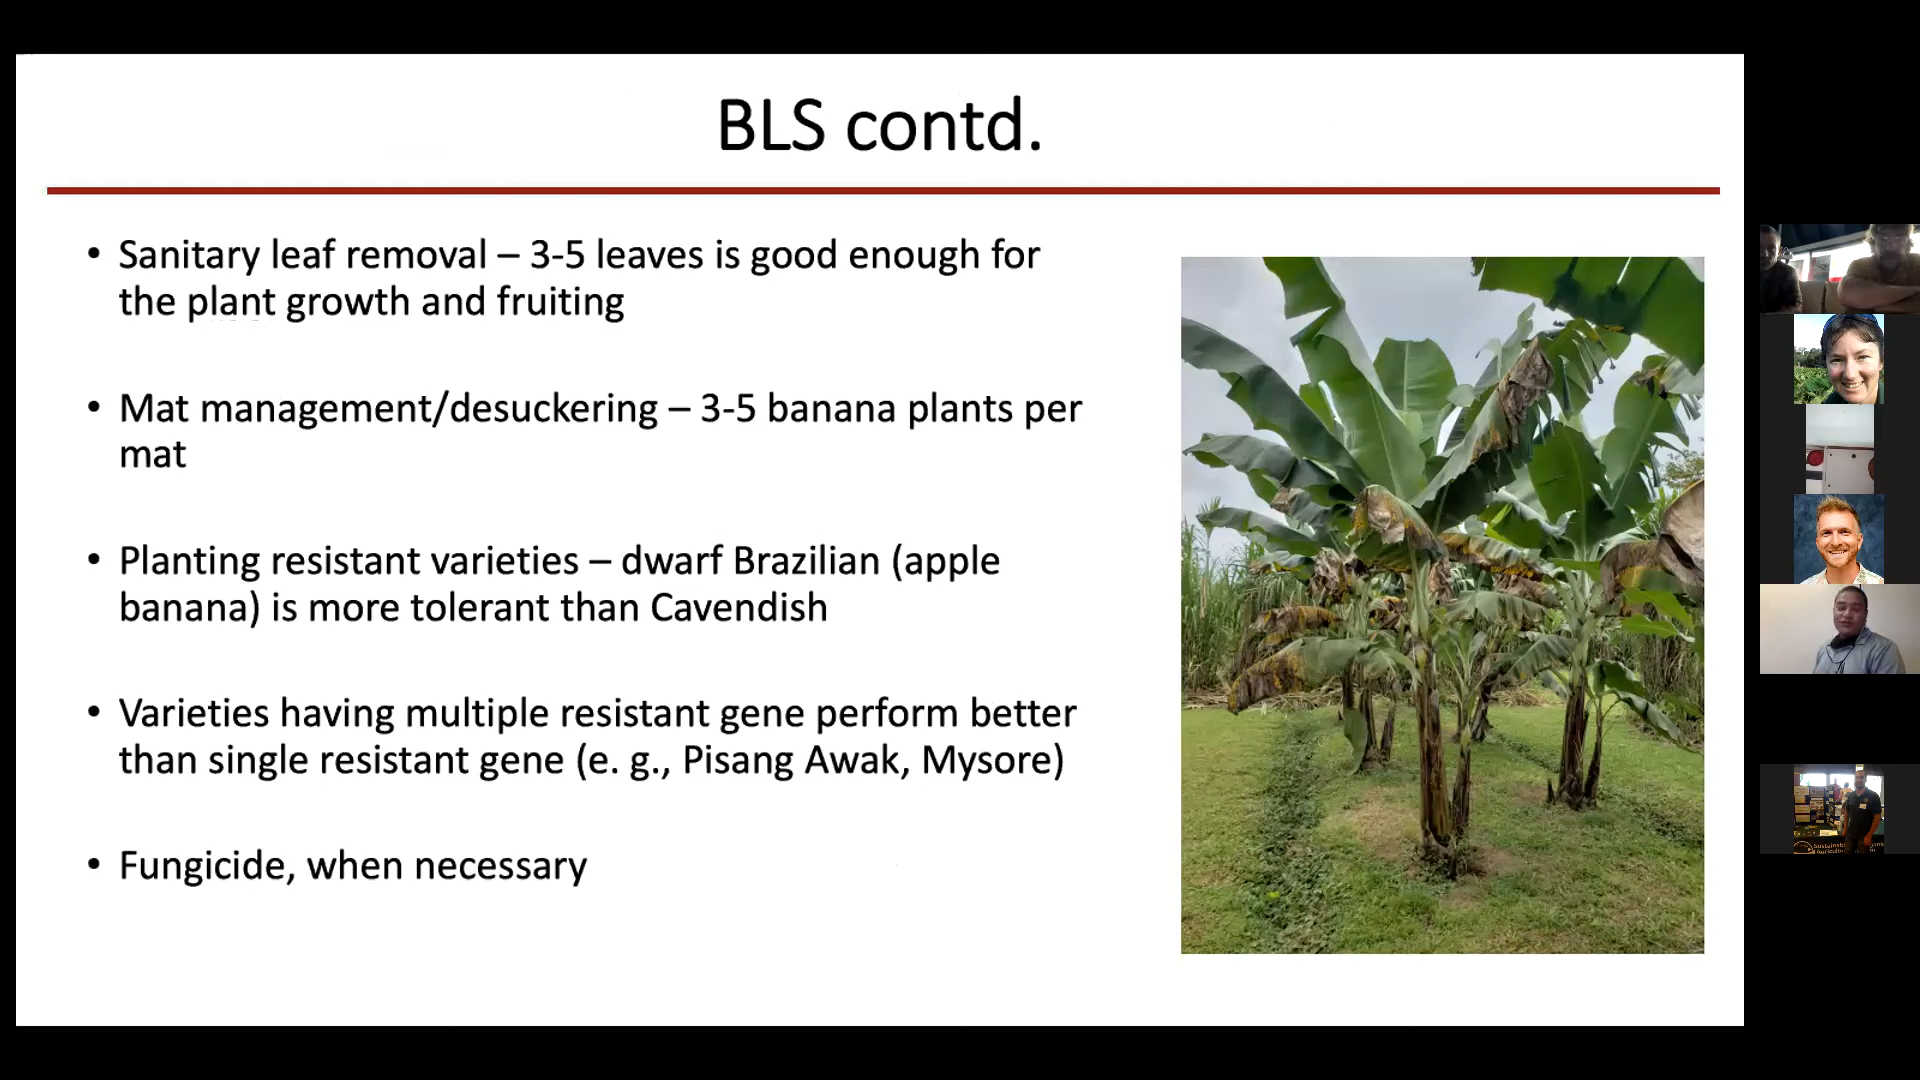 BLS contd.
• Sanitary leaf removal – 3-5 leaves is good enough for
the plant growth and fruiting
• Mat management/desuckering – 3-5 banana plants per
mat
• Planting resistant varieties – dwarf Brazilian (apple
banana) is more tolerant than Cavendish
• Varieties having multiple resistant gene perform better
than single resistant gene (e. g., Pisang Awak, Mysore)
• Fungicide, when necessary